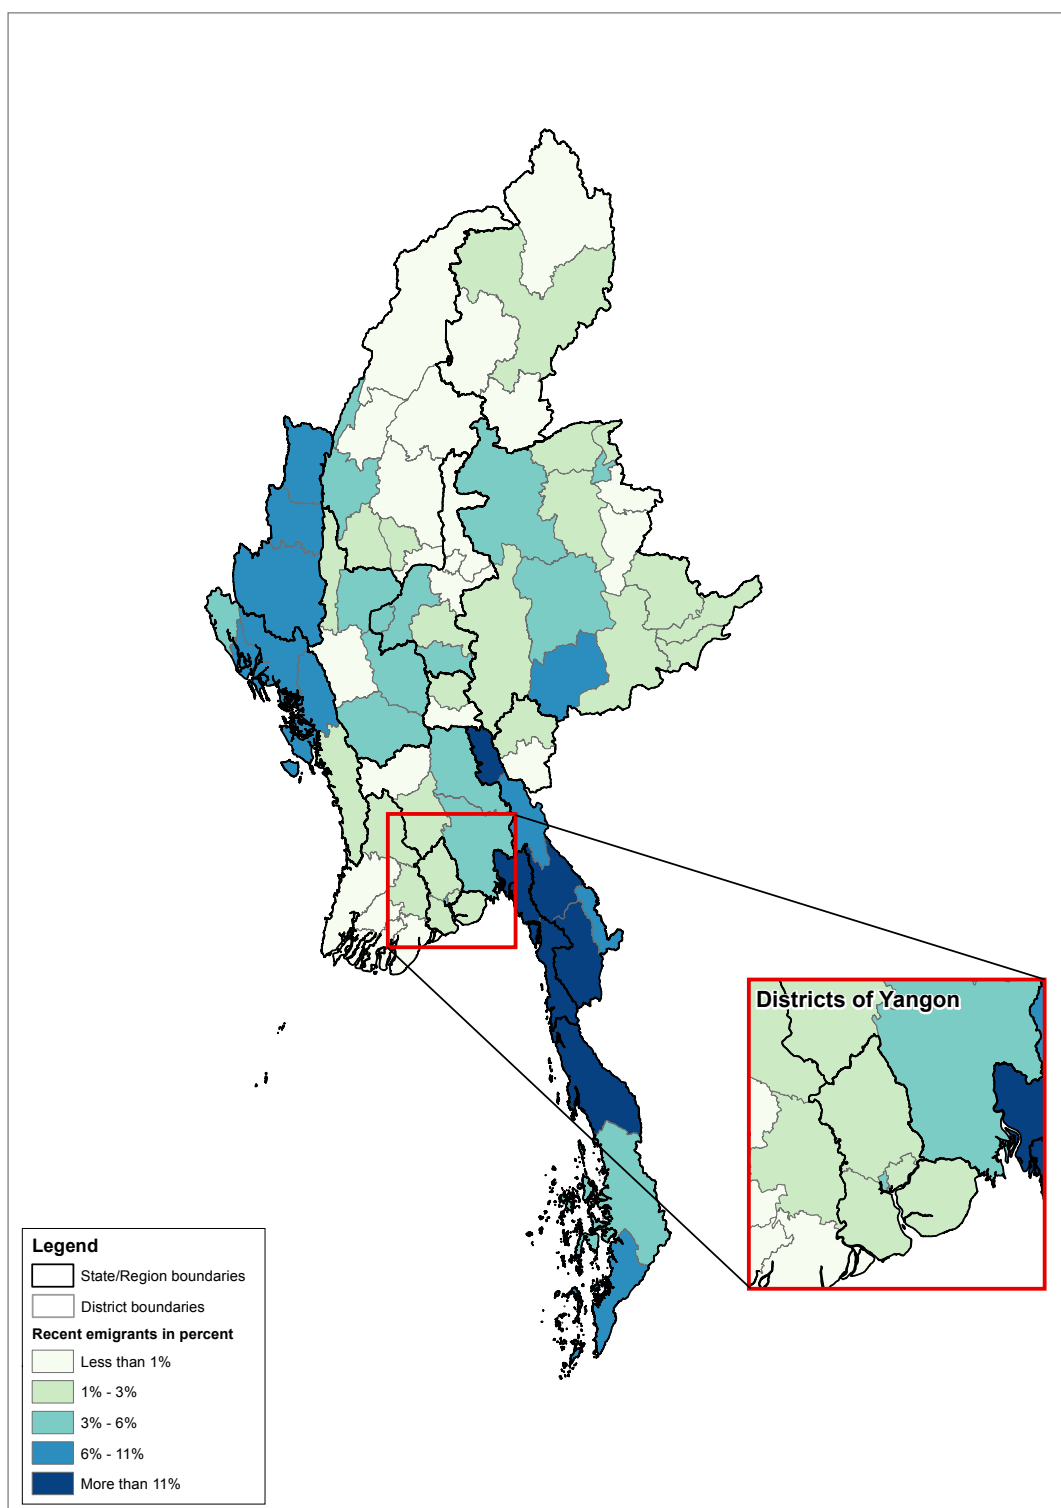 Districts of Yangon
Legend
State/Region boundaries
District boundaries
Recent emigrants in percent
Less than 1%
1% - 3%
3% - 6%
6% - 11%
More than 11%